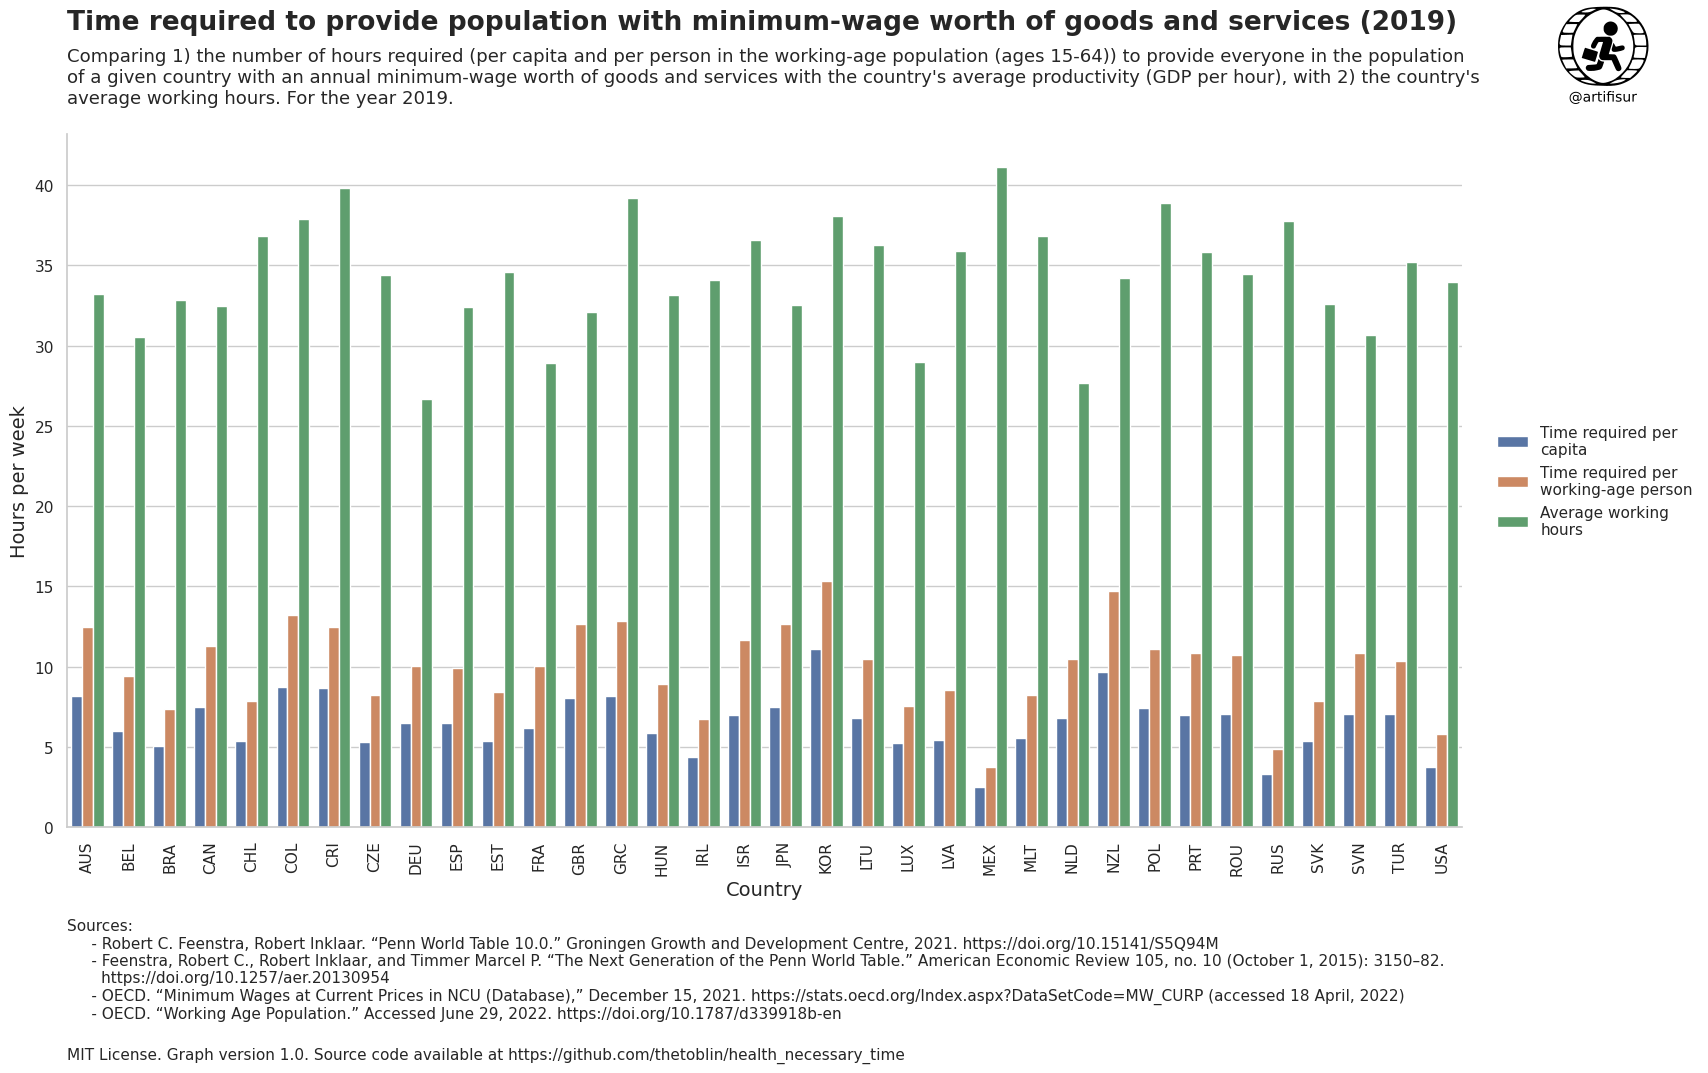 Time required to provide population with minimum-wage worth of goods and services (2019)
Comparing 1) the number of hours required (per capita and per person in the working-age population (ages 15-64)) to provide everyone in the population
of a given country with an annual minimum-wage worth of goods and services with the country's average productivity (GDP per hour), with 2) the country's
average working hours. For the year 2019.
@artifisur
Hours per week
40
35
30
25
20
15
10
5
0
Time required per
capita
Time required per
working-age person
Average working
hours
AUS
BEL
BRA
CAN
CHL
COL
CRI
CZE
DEU
ESP
EST
FRA
GBR
GRC
HUN
IRL
ISR
JPN
KOR
LTU
LUX
LVA
MEX
MLT
NLD
NZL
POL
PRT
ROU
RUS
SVK
SVN
TUR
USA
Country
Sources:
- Robert C. Feenstra, Robert Inklaar. “Penn World Table 10.0.” Groningen Growth and Development Centre, 2021. https://doi.org/10.15141/S5Q94M
- Feenstra, Robert C., Robert Inklaar, and Timmer Marcel P. “The Next Generation of the Penn World Table.” American Economic Review 105, no. 10 (October 1, 2015): 3150–82.
https://doi.org/10.1257/aer.20130954
- OECD. “Minimum Wages at Current Prices in NCU (Database),” December 15, 2021. https://stats.oecd.org/Index.aspx?DataSetCode=MW_CURP (accessed 18 April, 2022)
- OECD. “Working Age Population.” Accessed June 29, 2022. https://doi.org/10.1787/d339918b-en
MIT License. Graph version 1.0. Source code available at https://github.com/thetoblin/health_necessary_time